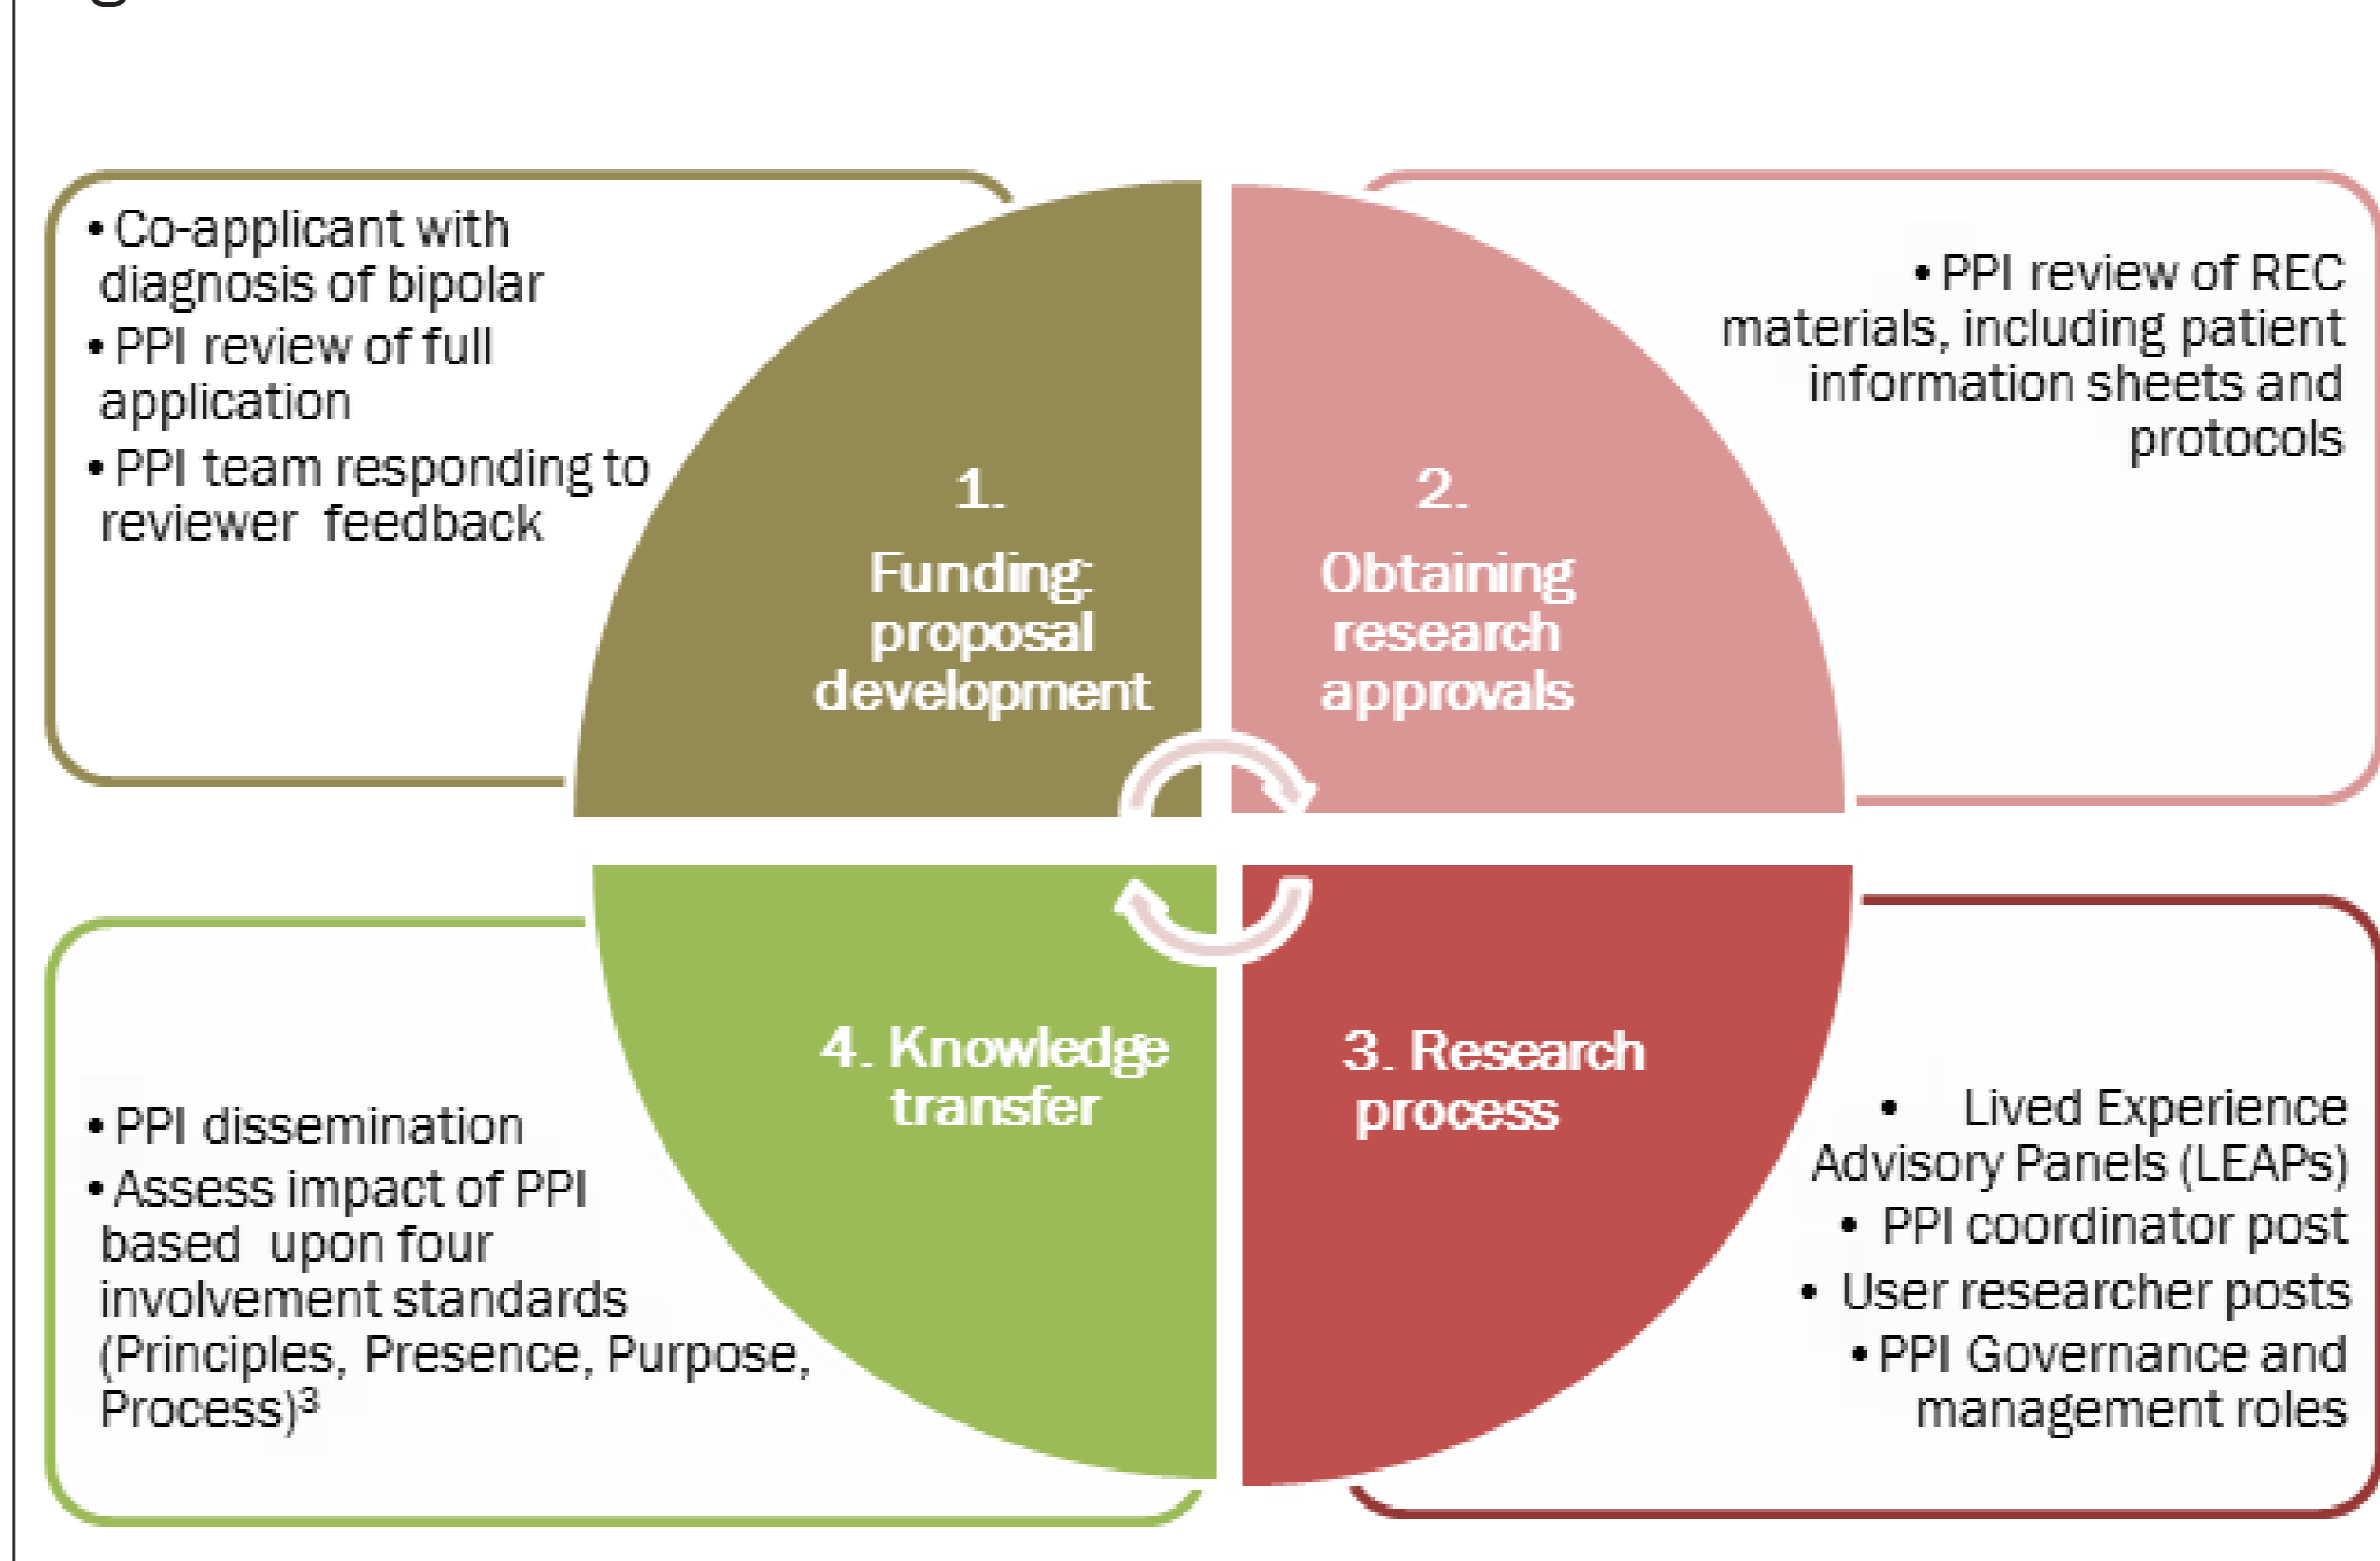 • Co-applicant with
diagnosis of bipolar
• PPI review of full
application
• PPI team responding to
reviewer feedback
1.
Funding:
proposal
development
2.
Obtaining
research
approvals
• PPI review of REC
materials, including patient
information sheets and
protocols
4. Knowledge
transfer
3. Research
process
• PPI dissemination
• Assess impact of PPI
based upon four
involvement standards
(Principles, Presence, Purpose,
Process)³
• Lived Experience
Advisory Panels (LEAPs)
• PPI coordinator post
• User researcher posts
• PPI Governance and
management roles